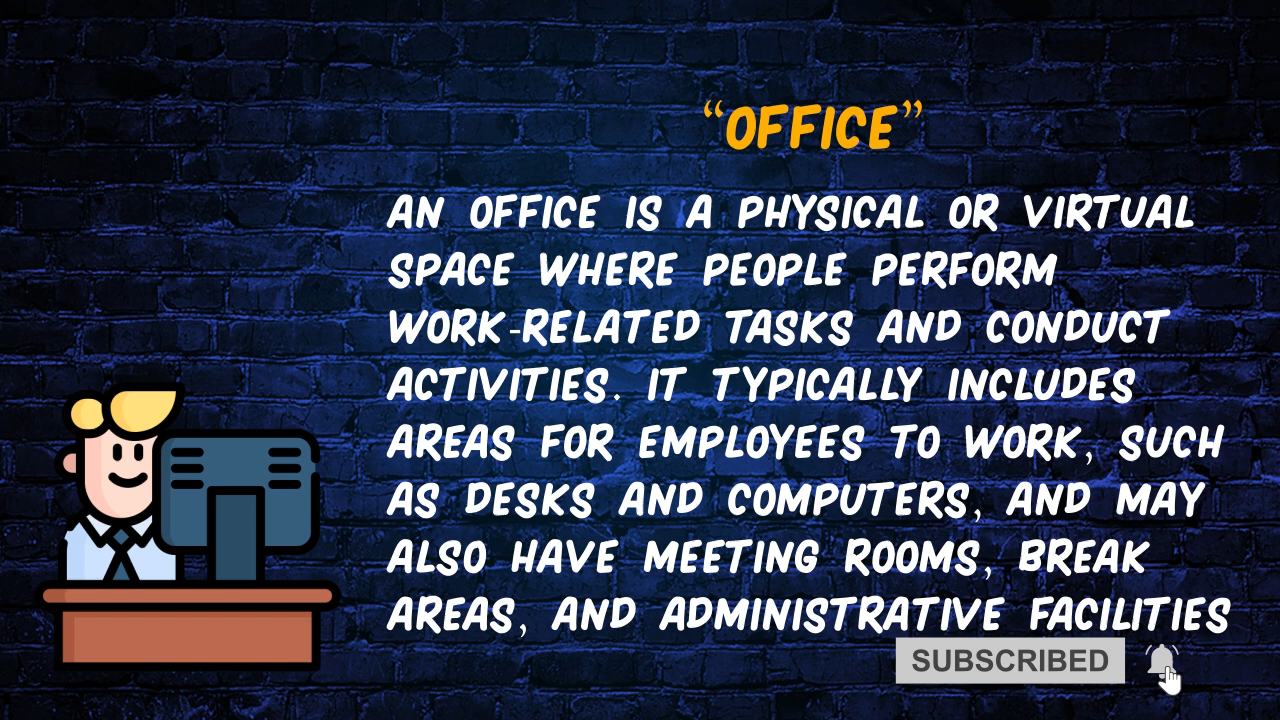 “OFFICE”
AN OFFICE IS A PHYSICAL OR VIRTUAL
SPACE WHERE PEOPLE PERFORM
WORK-RELATED TASKS AND CONDUCT
ACTIVITIES. IT TYPICALLY INCLUDES
AREAS FOR EMPLOYEES TO WORK, SUCH
AS DESKS AND COMPUTERS, AND MAY
ALSO HAVE MEETING ROOMS, BREAK
AREAS, AND ADMINISTRATIVE FACILITIES
SUBSCRIBED